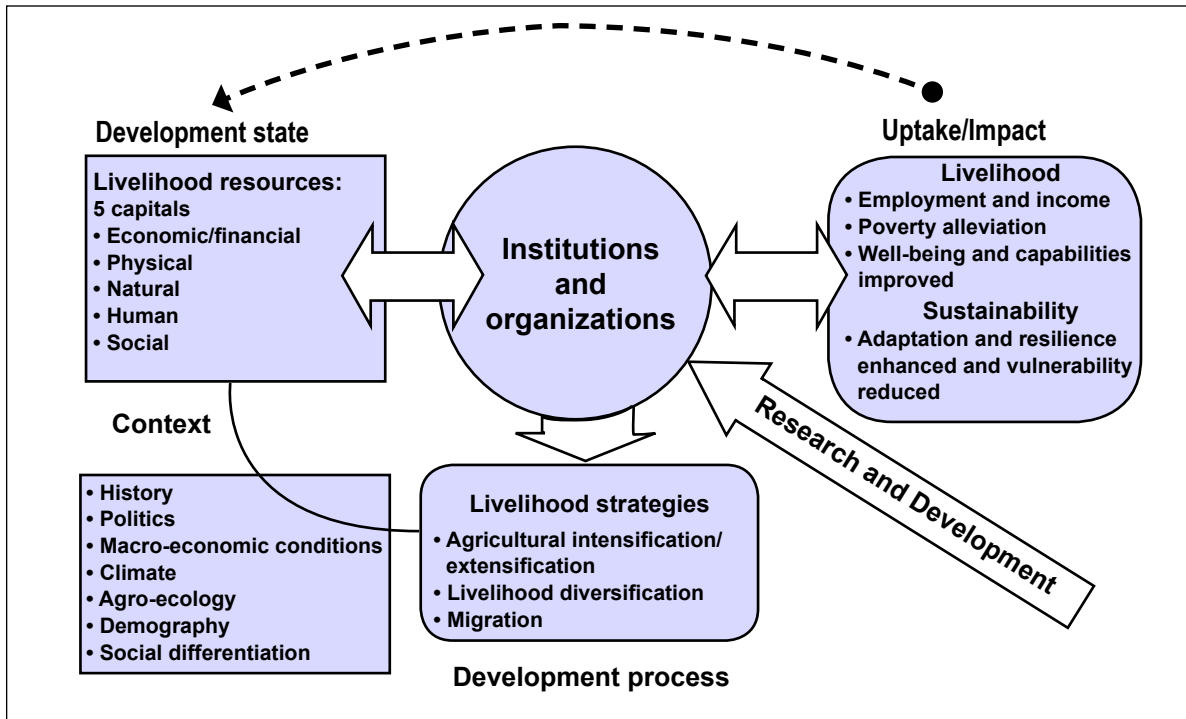 Development state
Livelihood resources:
5 capitals
• Economic/financial
• Physical
• Natural
• Human
• Social
Institutions
and
organizations
Uptake/Impact
Livelihood
• Employment and income
• Poverty alleviation
• Well-being and capabilities
improved
Sustainability
• Adaptation and resilience
enhanced and vulnerability
reduced
Research and Development
Context
• History
• Politics
• Macro-economic conditions
• Climate
• Agro-ecology
• Demography
• Social differentiation
Livelihood strategies
• Agricultural intensification/
extensification
• Livelihood diversification
• Migration
Development process